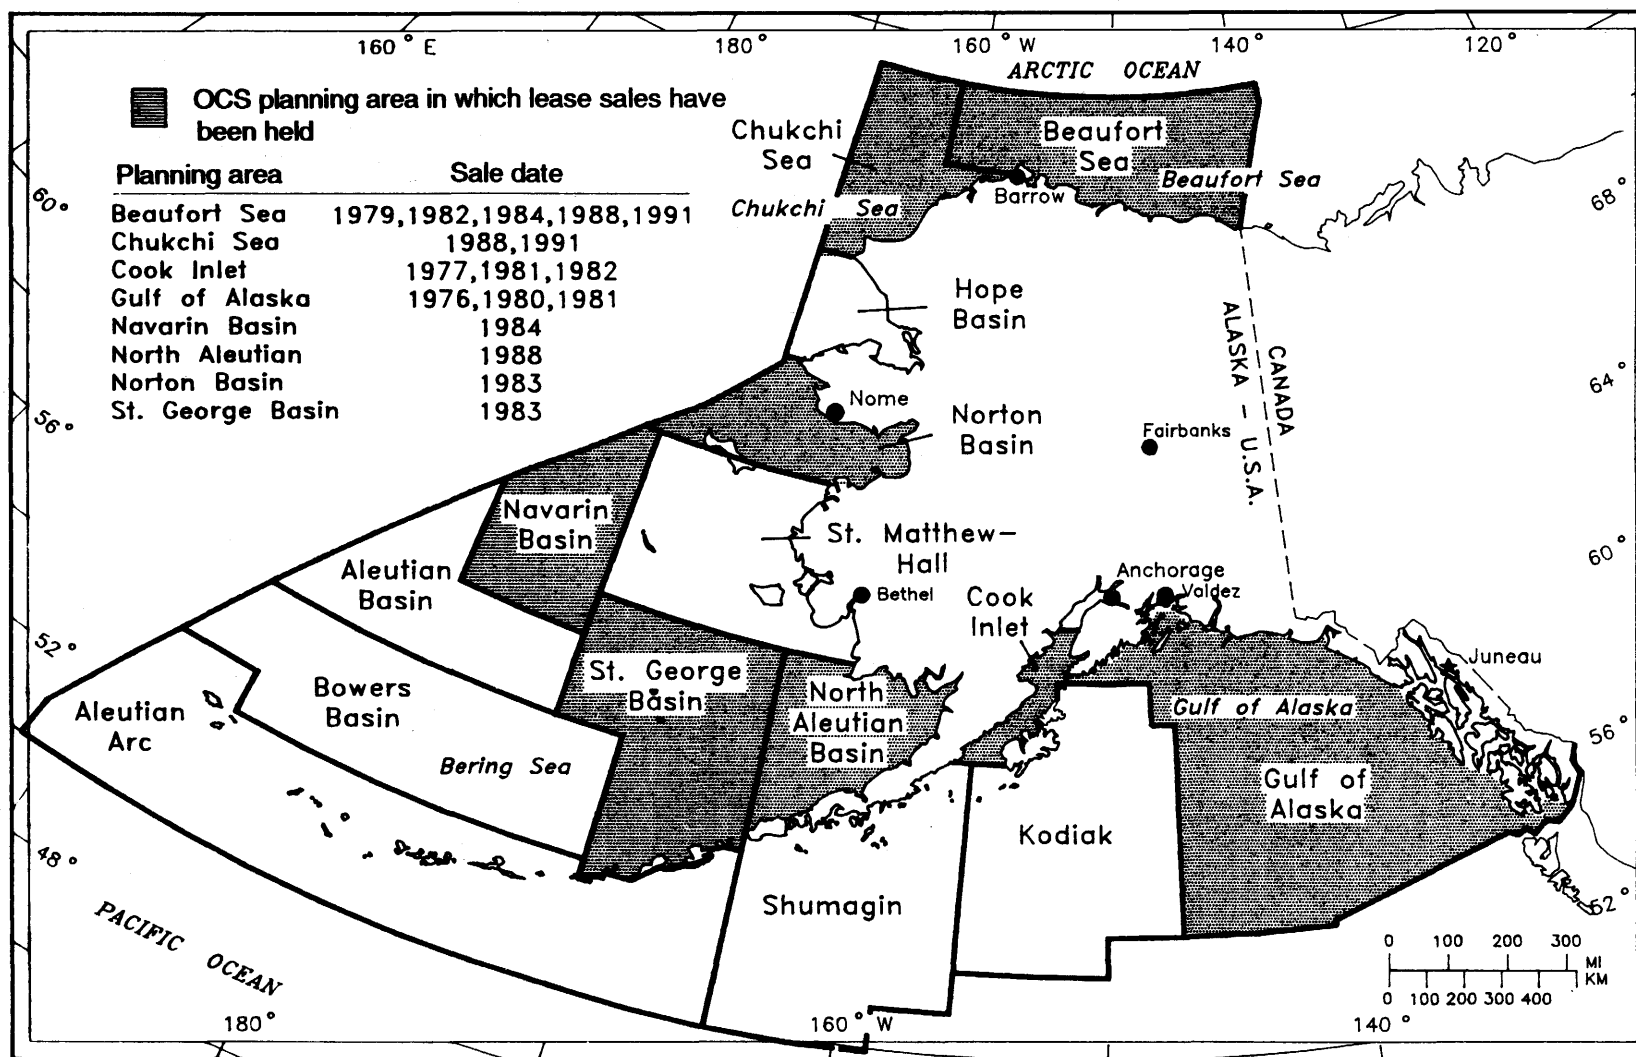 160° E
180°
160° W
140°
120°
ARCTIC OCEAN
OCS planning area in which lease sales have
been held
Planning area Sale date
Beaufort Sea 1979,1982,1984,1988,1991
Chukchi Sea 1988,1991
Cook Inlet 1977,1981,1982
Gulf of Alaska 1976,1980,1981
Navarin Basin 1984
North Aleutian 1988
Norton Basin 1983
St. George Basin 1983
Chukchi
Sea
Beaufort
Sea
Beaufort Sea
Barrow
Chukchi Sea
60°
68°
Hope
Basin
ALASKA - U.S.A.
CANADA
64°
56°
Nome
Norton
Basin
Fairbanks
Navarin
Basin
St. Matthew-
Hall
60°
Aleutian
Basin
Bethel
Anchorage
Valdez
Cook
Inlet
52°
Juneau
St. George
Basin
North
Aleutian
Basin
Bowers
Basin
Aleutian
Arc
Gulf of Alaska
56°
Bering Sea
Gulf of
Alaska
Kodiak
48°
Shumagin
52°
PACIFIC OCEAN
0 100 200 300
MI
KM
0 100 200 300 400
180°
160° W
140°